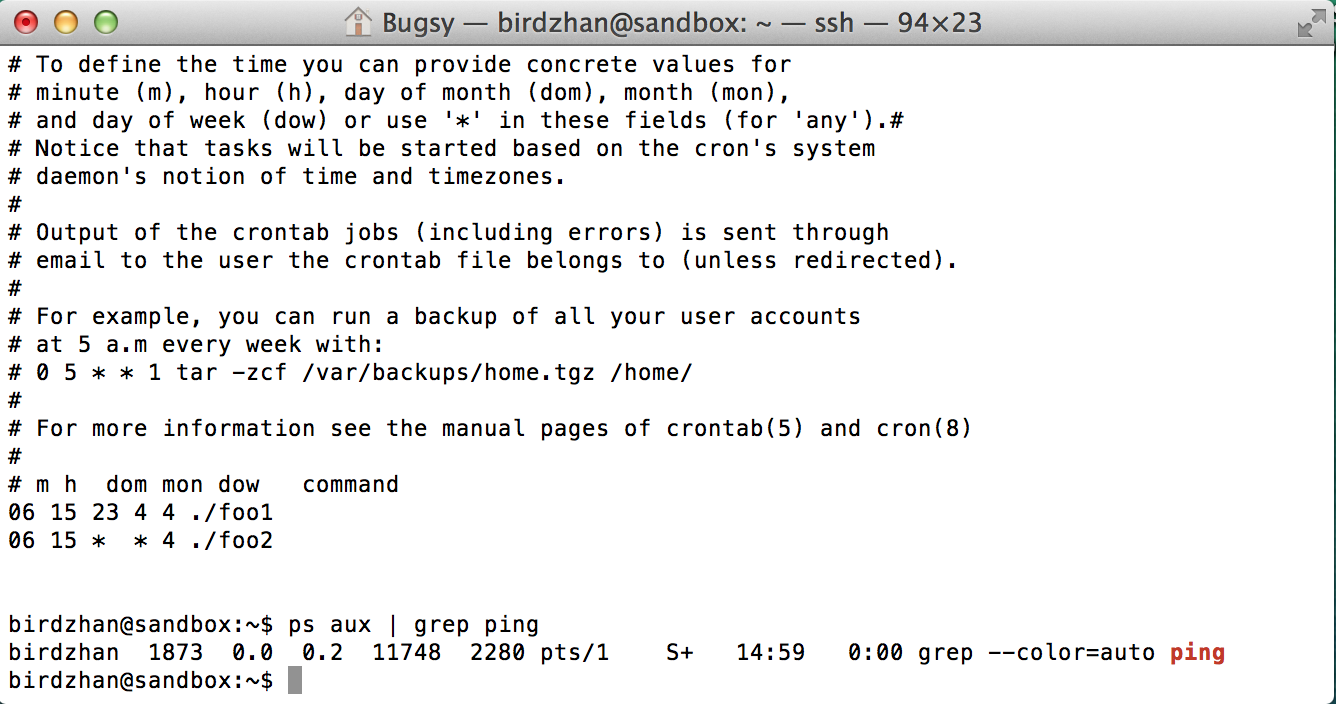 Bugsy — birdzhan@sandbox: ~ — ssh — 94×23
# To define the time you can provide concrete values for
# minute (m), hour (h), day of month (dom), month (mon),
# and day of week (dow) or use '*' in these fields (for 'any').#
# Notice that tasks will be started based on the cron's system
# daemon's notion of time and timezones.
#
# Output of the crontab jobs (including errors) is sent through
# email to the user the crontab file belongs to (unless redirected).
#
# For example, you can run a backup of all your user accounts
# at 5 a.m every week with:
# 0 5 * * 1 tar -zcf /var/backups/home.tgz /home/
#
# For more information see the manual pages of crontab(5) and cron(8)
#
# m h  dom mon dow   command
06 15 23 4 4 ./foo1
06 15 *  * 4 ./foo2
birdzhan@sandbox:~$ ps aux | grep ping
birdzhan  1873  0.0  0.2  11748  2280 pts/1    S+   14:59   0:00 grep --color=auto ping
birdzhan@sandbox:~$